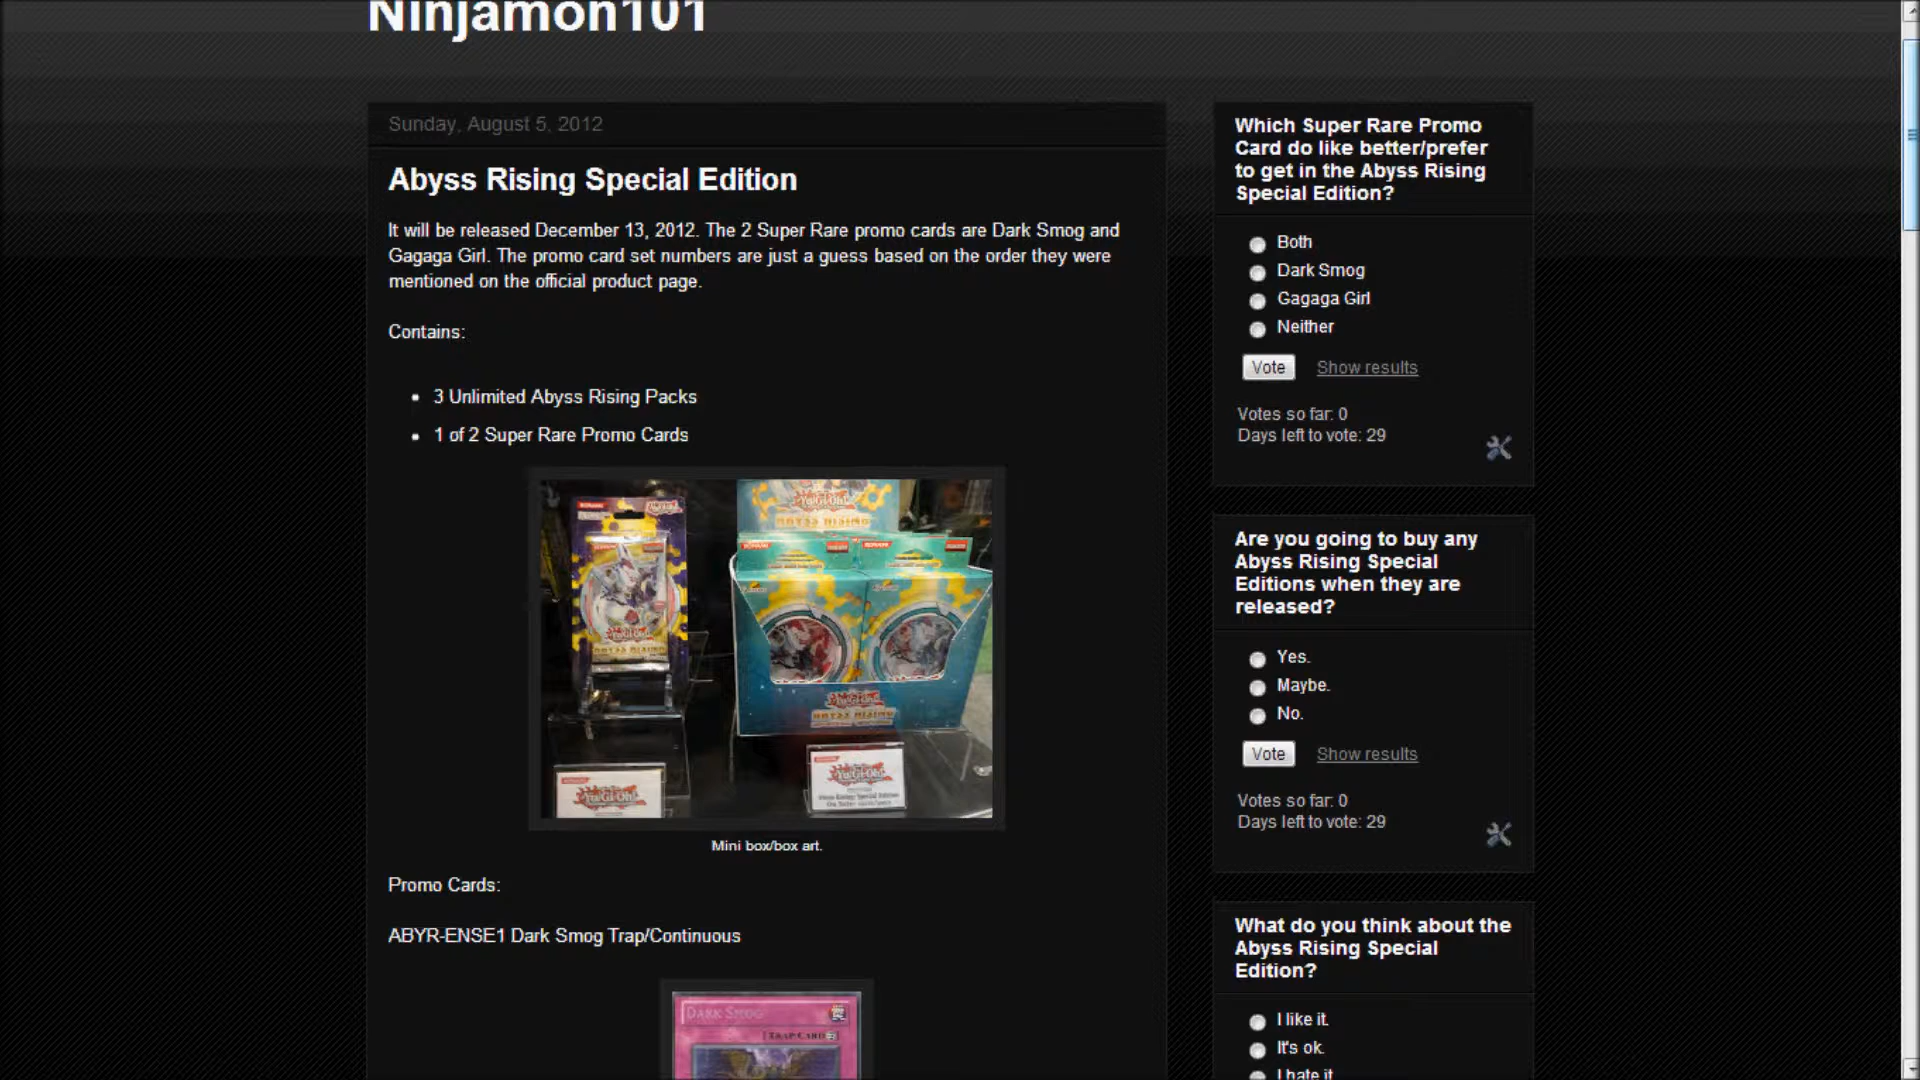 Ninjamon101
Sunday, August 5, 2012
Abyss Rising Special Edition
It will be released December 13, 2012. The 2 Super Rare promo cards are Dark Smog and
Gagaga Girl. The promo card set numbers are just a guess based on the order they were
mentioned on the official product page.
Contains:
3 Unlimited Abyss Rising Packs
1 of 2 Super Rare Promo Cards
Mini box/box art.
Promo Cards:
ABYR-ENSE1 Dark Smog Trap/Continuous
DARK SMOG
[TRAP CARD
Which Super Rare Promo
Card do like better/prefer
to get in the Abyss Rising
Special Edition?
Both
Dark Smog
Gagaga Girl
Neither
Vote Show results
Votes so far: 0
Days left to vote: 29
Are you going to buy any
Abyss Rising Special
Editions when they are
released?
Yes.
Maybe.
No.
Vote Show results
Votes so far: 0
Days left to vote: 29
What do you think about the
Abyss Rising Special
Edition?
I like it.
It's ok.
I hate it.